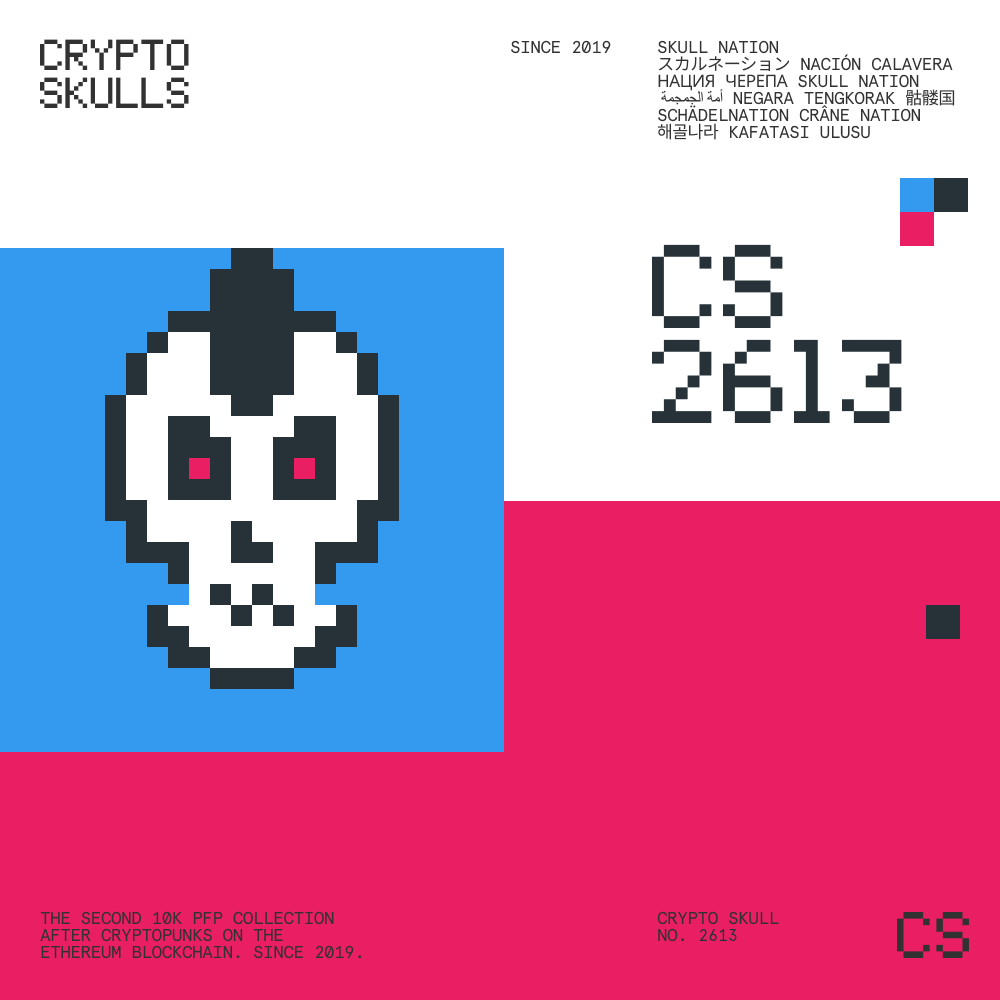 CRYPTO
SKULLS
SINCE 2019
SKULL NATION
スカルネーション NACIÓN CALAVERA
НАЦИЯ ЧЕРЕПА SKULL NATION
أمة الجمجمة NEGARA TENGKORAK 骷髅国
SCHÄDELNATION CRÂNE NATION
해골나라 KAFATASI ULUSU
CS
2613
THE SECOND 10K PFP COLLECTION
AFTER CRYPTOPUNKS ON THE
ETHEREUM BLOCKCHAIN. SINCE 2019.
CRYPTO SKULL
NO. 2613
CS